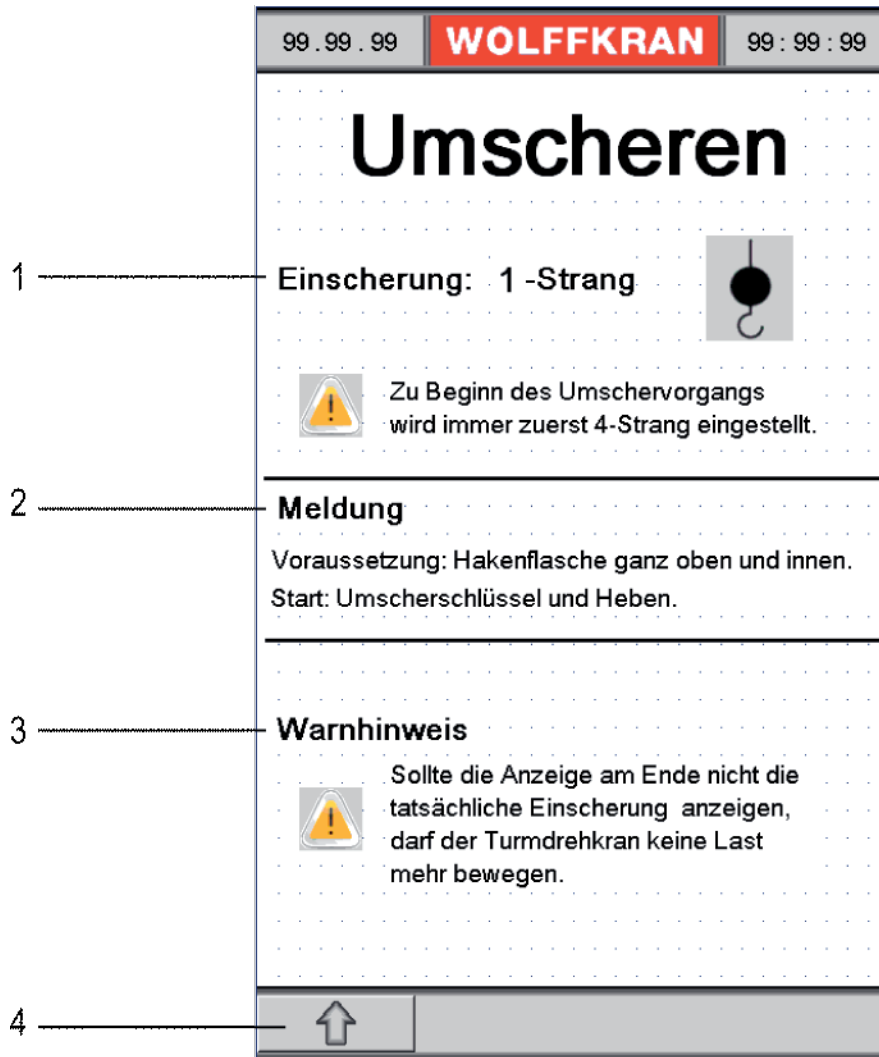 99.99.99 WOLFFKRAN 99:99:99
Umscheren
1 Einscherung: 1 -Strang
Zu Beginn des Umschervorgangs
wird immer zuerst 4-Strang eingestellt.
2 Meldung
Voraussetzung: Hakenflasche ganz oben und innen.
Start: Umscherschlüssel und Heben.
3 Warnhinweis
Sollte die Anzeige am Ende nicht die
tatsächliche Einscherung anzeigen,
darf der Turmdrehkran keine Last
mehr bewegen.
4